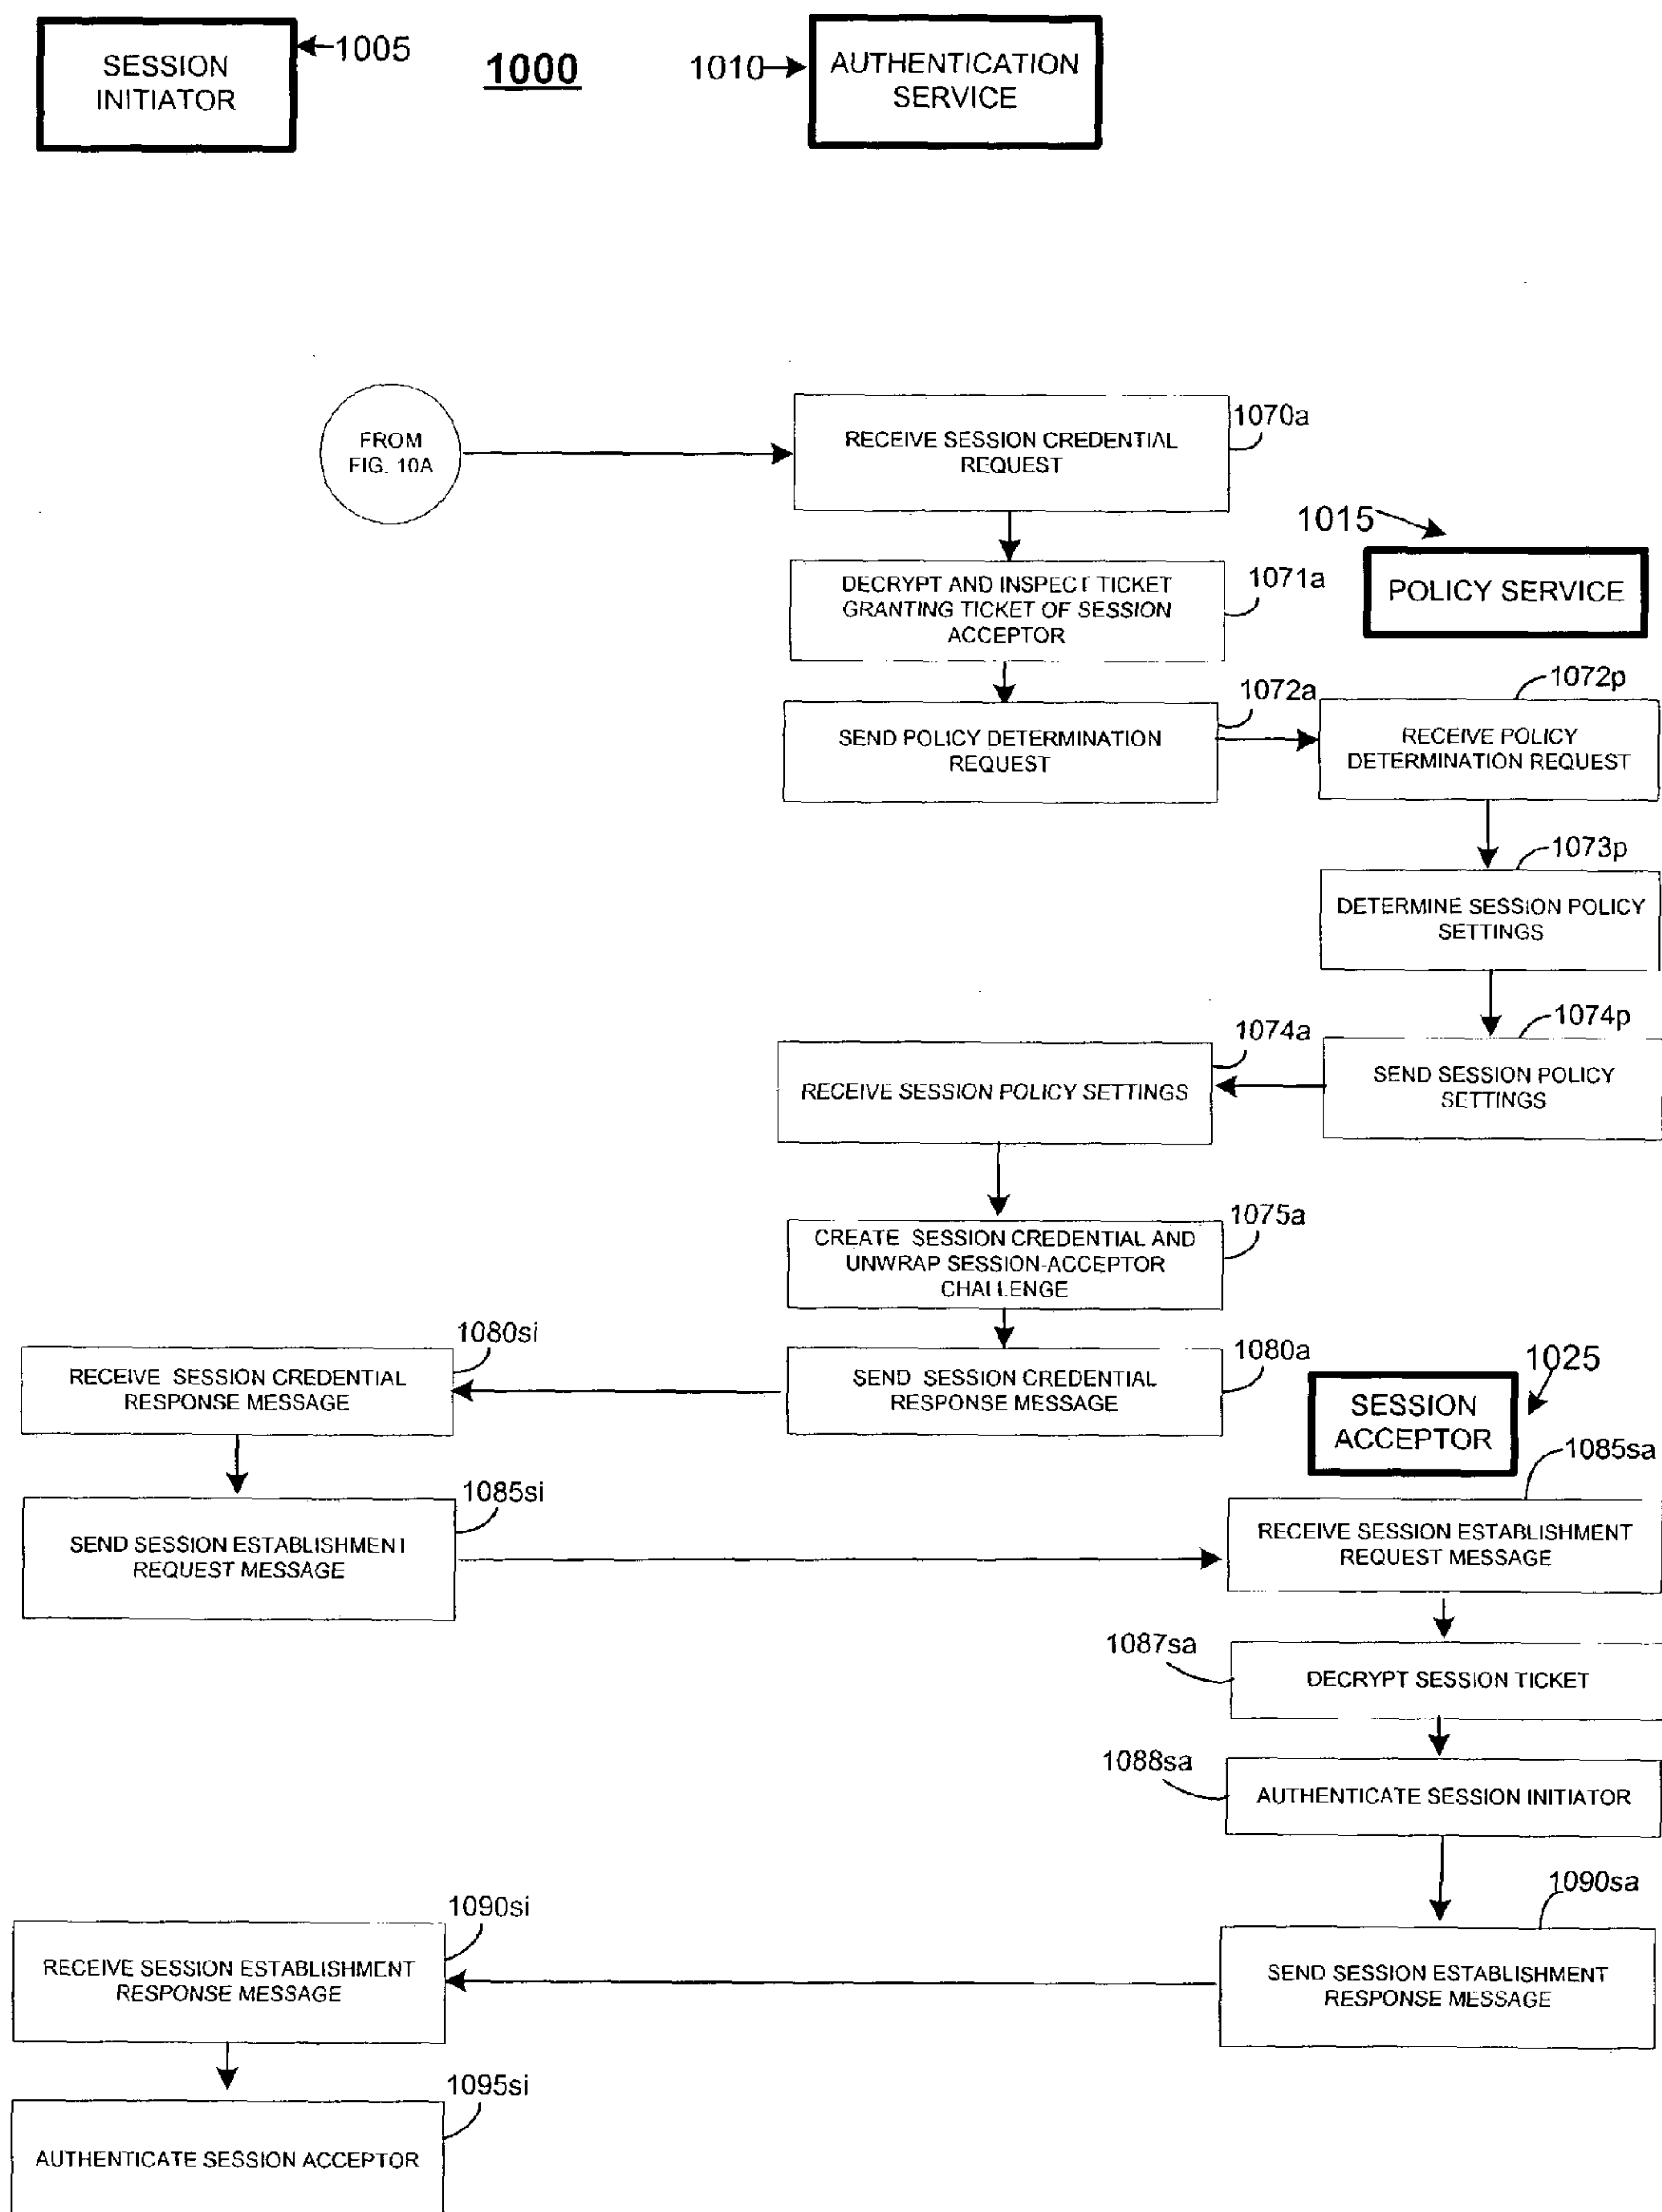 SESSION
INITIATOR
1005
1000
1010
AUTHENTICATION
SERVICE
FROM
FIG. 10A
RECEIVE SESSION CREDENTIAL
REQUEST
1070a
1015
POLICY SERVICE
DECRYPT AND INSPECT TICKET
GRANTING TICKET OF SESSION
ACCEPTOR
1071a
SEND POLICY DETERMINATION
REQUEST
1072a
1072p
RECEIVE POLICY
DETERMINATION REQUEST
1073p
DETERMINE SESSION POLICY
SETTINGS
1074p
SEND SESSION POLICY
SETTINGS
1074a
RECEIVE SESSION POLICY SETTINGS
1075a
CREATE SESSION CREDENTIAL AND
UNWRAP SESSION-ACCEPTOR
CHALLENGE
1080si
RECEIVE SESSION CREDENTIAL
RESPONSE MESSAGE
1080a
SEND SESSION CREDENTIAL
RESPONSE MESSAGE
1025
SESSION
ACCEPTOR
1085si
SEND SESSION ESTABLISHMENT
REQUEST MESSAGE
1085sa
RECEIVE SESSION ESTABLISHMENT
REQUEST MESSAGE
1087sa
DECRYPT SESSION TICKET
1088sa
AUTHENTICATE SESSION INITIATOR
1090sa
SEND SESSION ESTABLISHMENT
RESPONSE MESSAGE
1090si
RECEIVE SESSION ESTABLISHMENT
RESPONSE MESSAGE
1095si
AUTHENTICATE SESSION ACCEPTOR